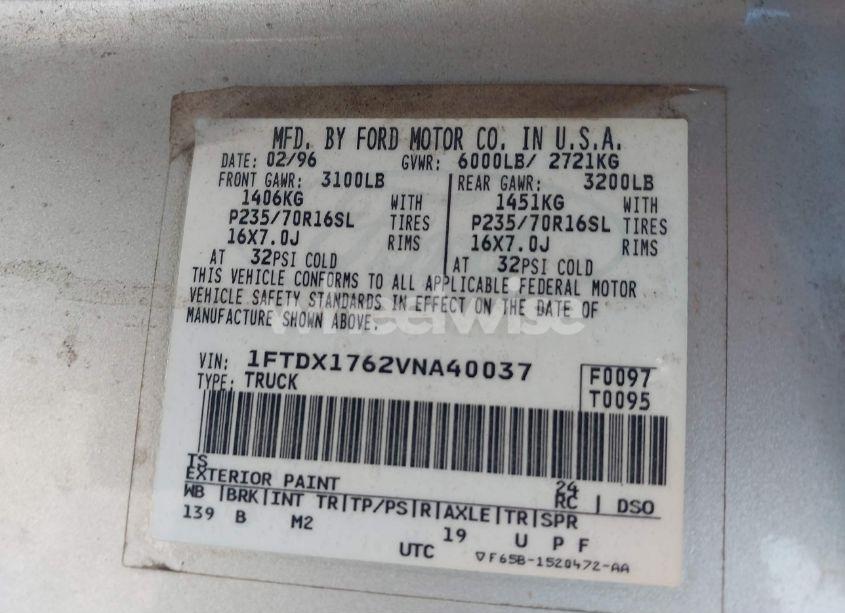 MFD. BY FORD MOTOR CO. IN U.S.A.
DATE: 02/96 GVWR: 6000LB/ 2721KG
FRONT GAWR: 3100LB REAR GAWR: 3200LB
1406KG WITH 1451KG WITH
P235/70R16SL TIRES P235/70R16SL TIRES
16X7.0J RIMS 16X7.0J RIMS
AT 32PSI COLD AT 32PSI COLD
THIS VEHICLE CONFORMS TO ALL APPLICABLE FEDERAL MOTOR
VEHICLE SAFETY STANDARDS IN EFFECT ON THE DATE OF
MANUFACTURE SHOWN ABOVE.
wheelwise
VIN: 1FTDX1762VNA40037 F0097
TYPE: TRUCK T0095
TS
EXTERIOR PAINT 24
WB |BRK|INT TR|TP/PS|R|AXLE|TR|SPR RC | DSO
139 B M2 19 U P F
UTC ▽F65B-1520472-AA